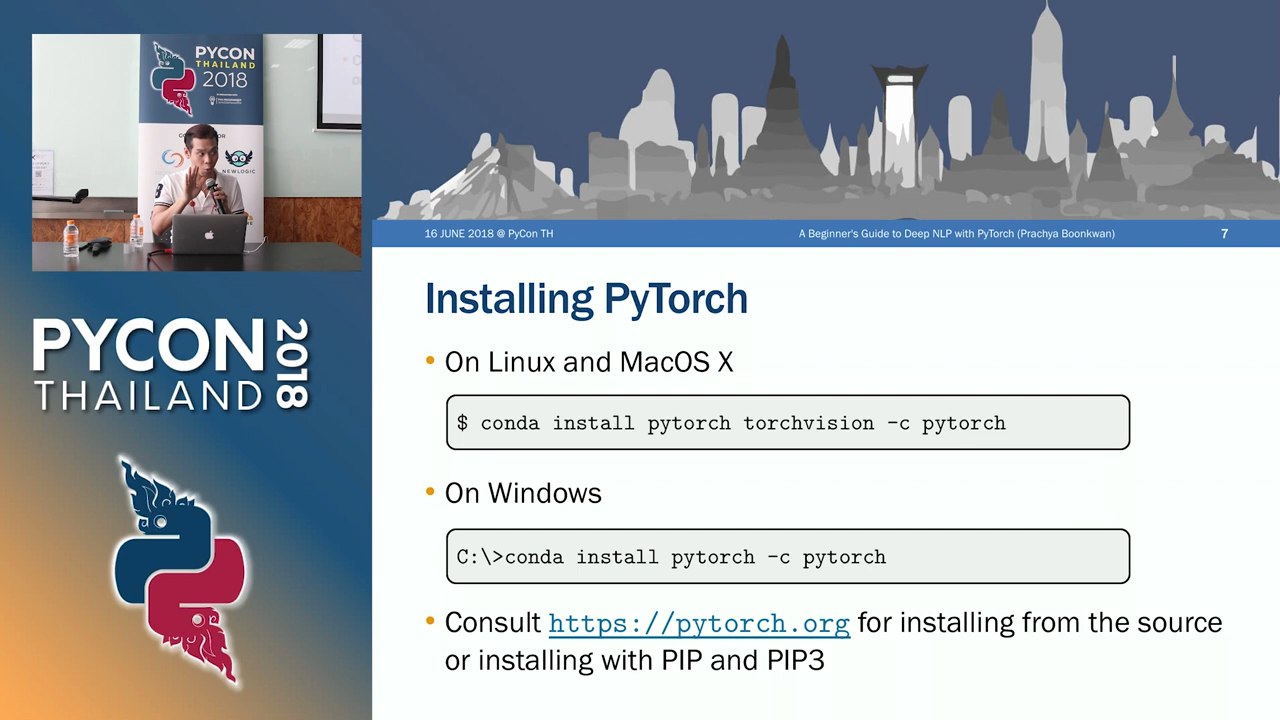 PYCON
THAILAND
2018
NEWLOGIC
PYCON
THAILAND
2018
16 JUNE 2018 @ PyCon TH
A Beginner's Guide to Deep NLP with PyTorch (Prachya Boonkwan)
7
Installing PyTorch
• On Linux and MacOS X
$ conda install pytorch torchvision -c pytorch
• On Windows
C:\>conda install pytorch -c pytorch
• Consult https://pytorch.org for installing from the source
or installing with PIP and PIP3